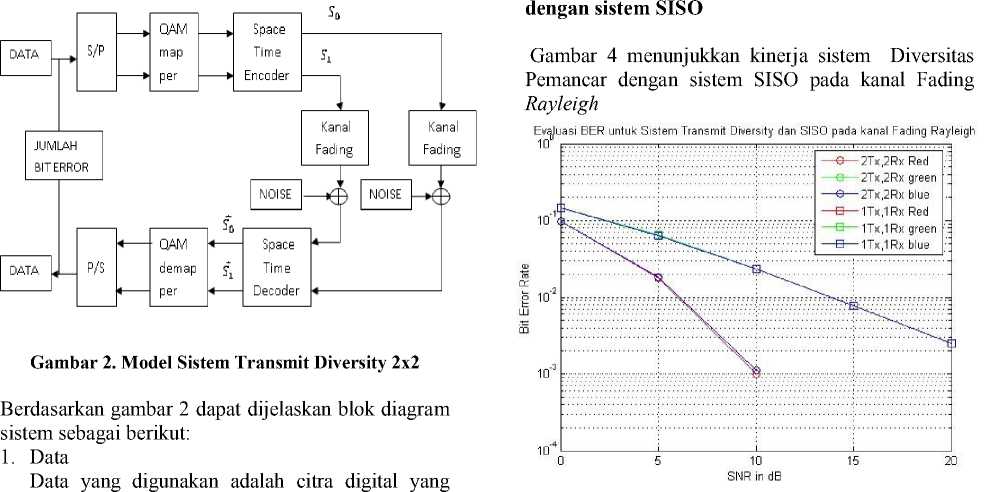 S0
S1
DATA
S/P
QAM
map
per
Space
Time
Encoder
Kanal
Fading
Kanal
Fading
JUMLAH
BIT ERROR
NOISE
NOISE
S̃0
S̃1
DATA
P/S
QAM
demap
per
Space
Time
Decoder
Gambar 2. Model Sistem Transmit Diversity 2x2
Berdasarkan gambar 2 dapat dijelaskan blok diagram
sistem sebagai berikut:
1. Data
Data yang digunakan adalah citra digital yang
dengan sistem SISO
Gambar 4 menunjukkan kinerja sistem Diversitas
Pemancar dengan sistem SISO pada kanal Fading
Rayleigh
Evaluasi BER untuk Sistem Transmit Diversity dan SISO pada kanal Fading Rayleigh
2Tx,2Rx Red
2Tx,2Rx green
2Tx,2Rx blue
1Tx,1Rx Red
1Tx,1Rx green
1Tx,1Rx blue
10^0
10^-1
10^-2
10^-3
10^-4
Bit Error Rate
0 5 10 15 20
SNR in dB